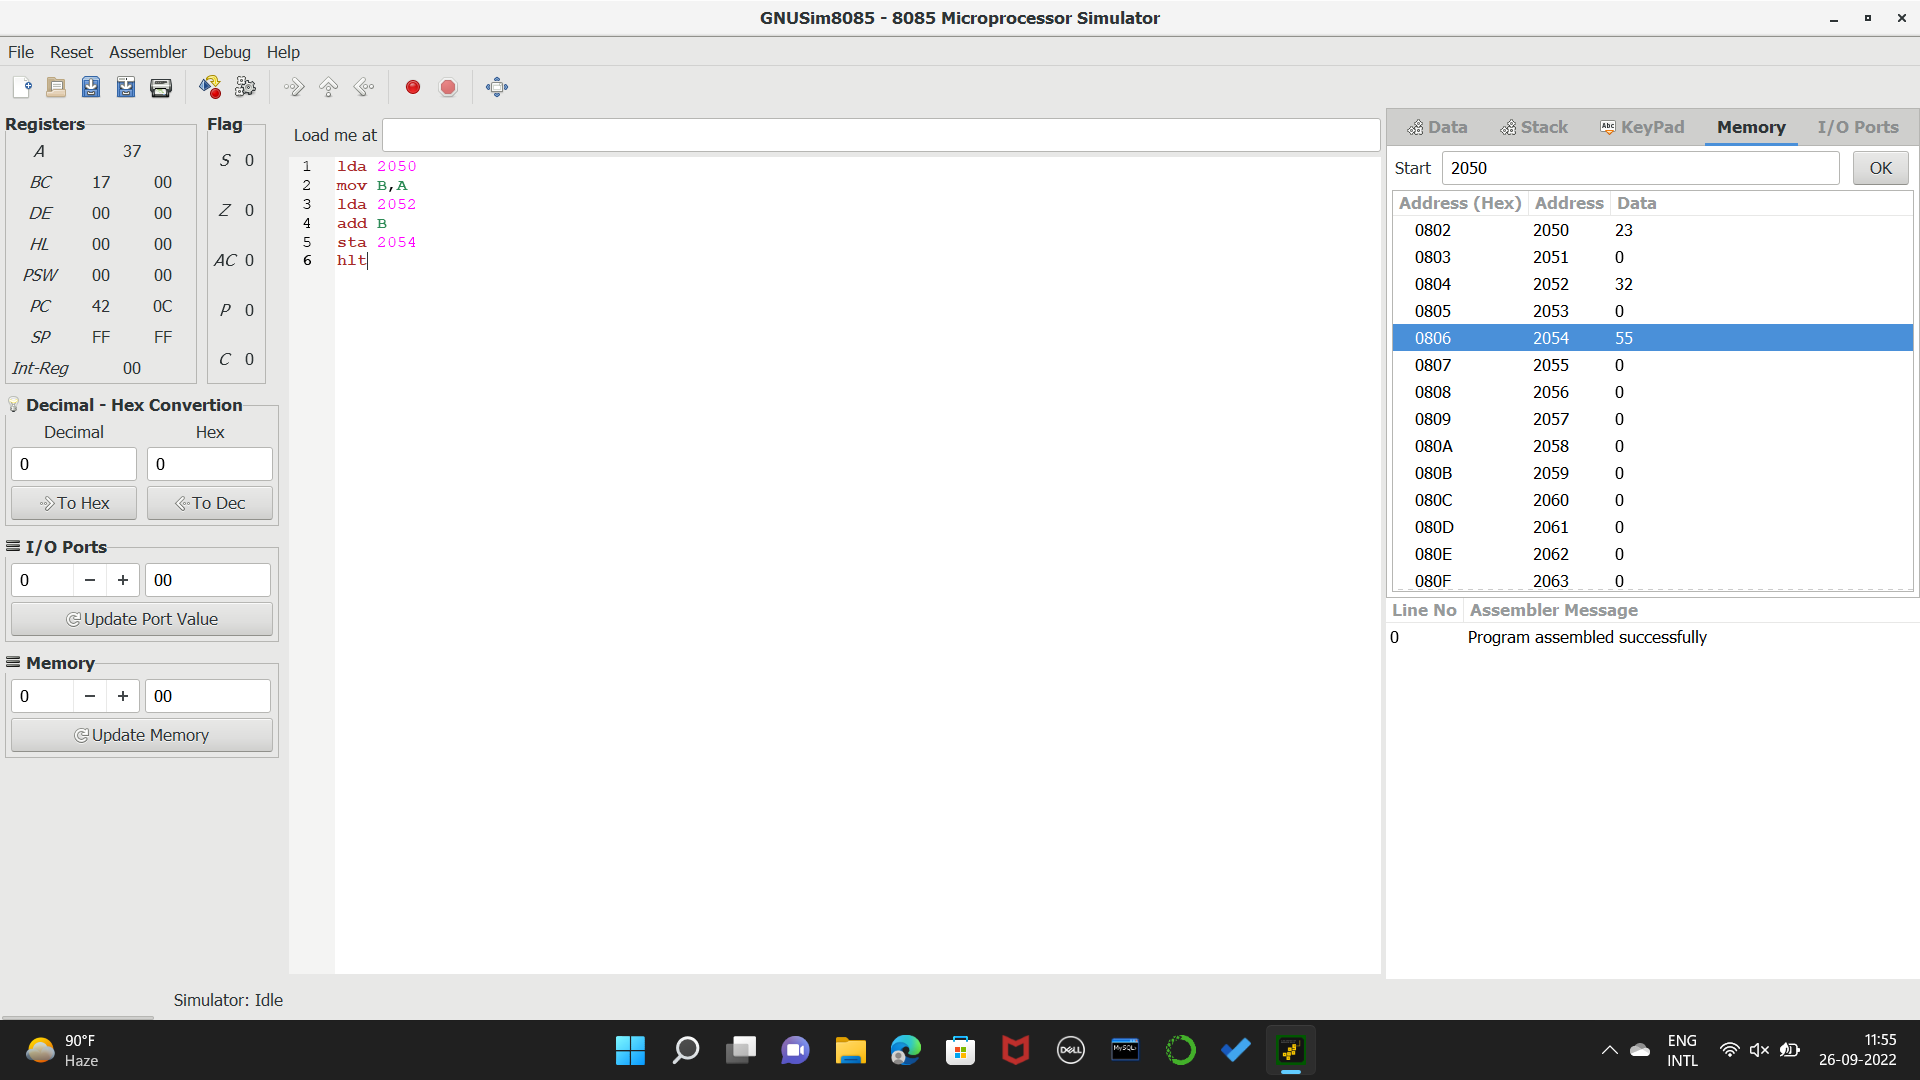 GNUSim8085 - 8085 Microprocessor Simulator
File Reset Assembler Debug Help
Registers
A 37
BC 17 00
DE 00 00
HL 00 00
PSW 00 00
PC 42 0C
SP FF FF
Int-Reg 00
Flag
S 0
Z 0
AC 0
P 0
C 0
Decimal - Hex Convertion
Decimal Hex
0 0
To Hex To Dec
I/O Ports
0 − + 00
Update Port Value
Memory
0 − + 00
Update Memory
Load me at
1 lda 2050
2 mov B,A
3 lda 2052
4 add B
5 sta 2054
6 hlt
Data Stack Abc KeyPad Memory I/O Ports
Start 2050 OK
Address (Hex) Address Data
0802 2050 23
0803 2051 0
0804 2052 32
0805 2053 0
0806 2054 55
0807 2055 0
0808 2056 0
0809 2057 0
080A 2058 0
080B 2059 0
080C 2060 0
080D 2061 0
080E 2062 0
080F 2063 0
Line No Assembler Message
0 Program assembled successfully
Simulator: Idle
90°F
Haze
DELL
MySQL
ENG
INTL
11:55
26-09-2022